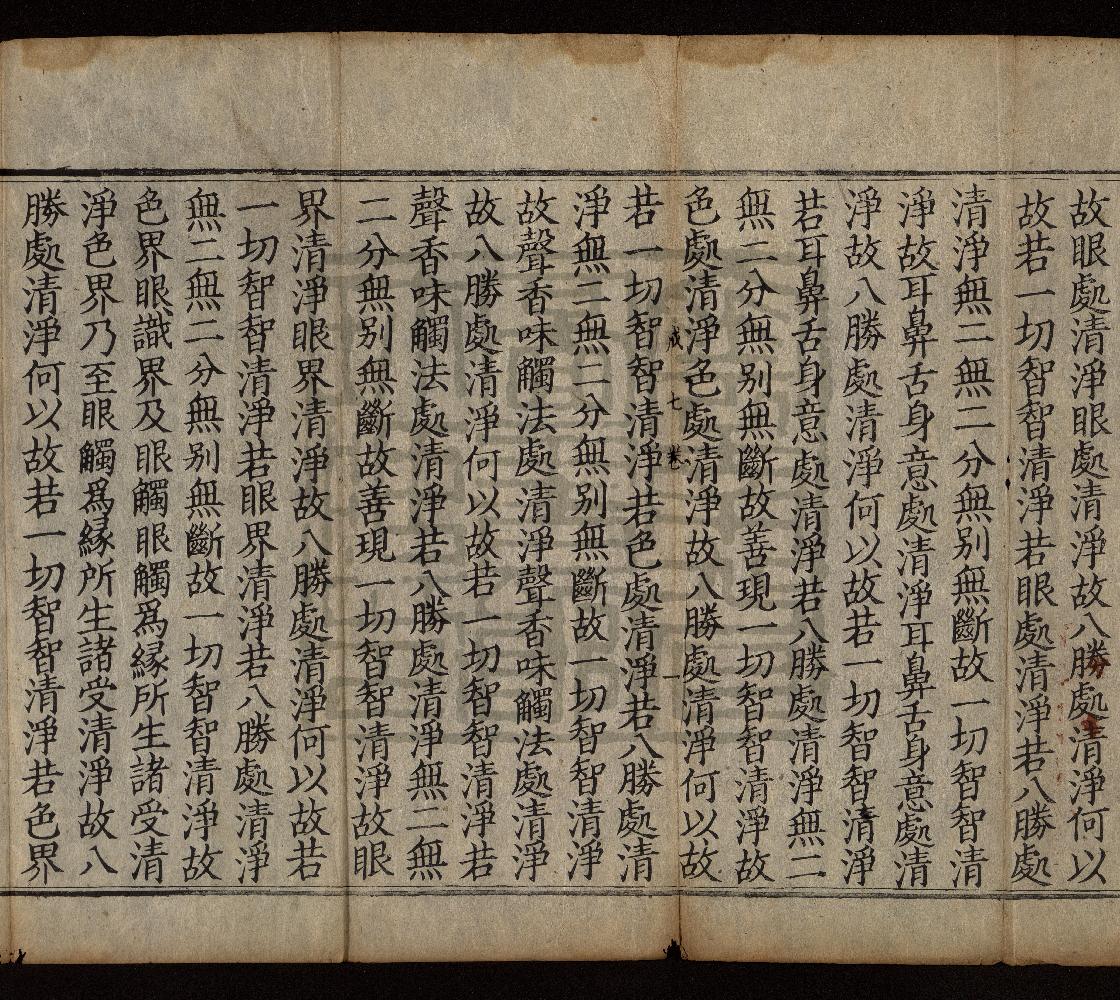 故眼處清淨眼處清淨故八勝處清淨何以
故若一切智智清淨若眼處清淨若八勝處
清淨無二無二分無別無斷故一切智智清
淨故耳鼻舌身意處清淨耳鼻舌身意處清
淨故八勝處清淨何以故若一切智智清淨
若耳鼻舌身意處清淨若八勝處清淨無二
無二分無別無斷故善現一切智智清淨故
色處清淨色處清淨故八勝處清淨何以故
七卷 一
若一切智智清淨若色處清淨若八勝處清
淨無二無二分無別無斷故一切智智清淨
故聲香味觸法處清淨聲香味觸法處清淨
故八勝處清淨何以故若一切智智清淨若
聲香味觸法處清淨若八勝處清淨無二無
二分無別無斷故善現一切智智清淨故眼
界清淨眼界清淨故八勝處清淨何以故若
一切智智清淨若眼界清淨若八勝處清淨
無二無二分無別無斷故一切智智清淨故
色界眼識界及眼觸眼觸爲緣所生諸受清
淨色界乃至眼觸爲緣所生諸受清淨故八
勝處清淨何以故若一切智智清淨若色界